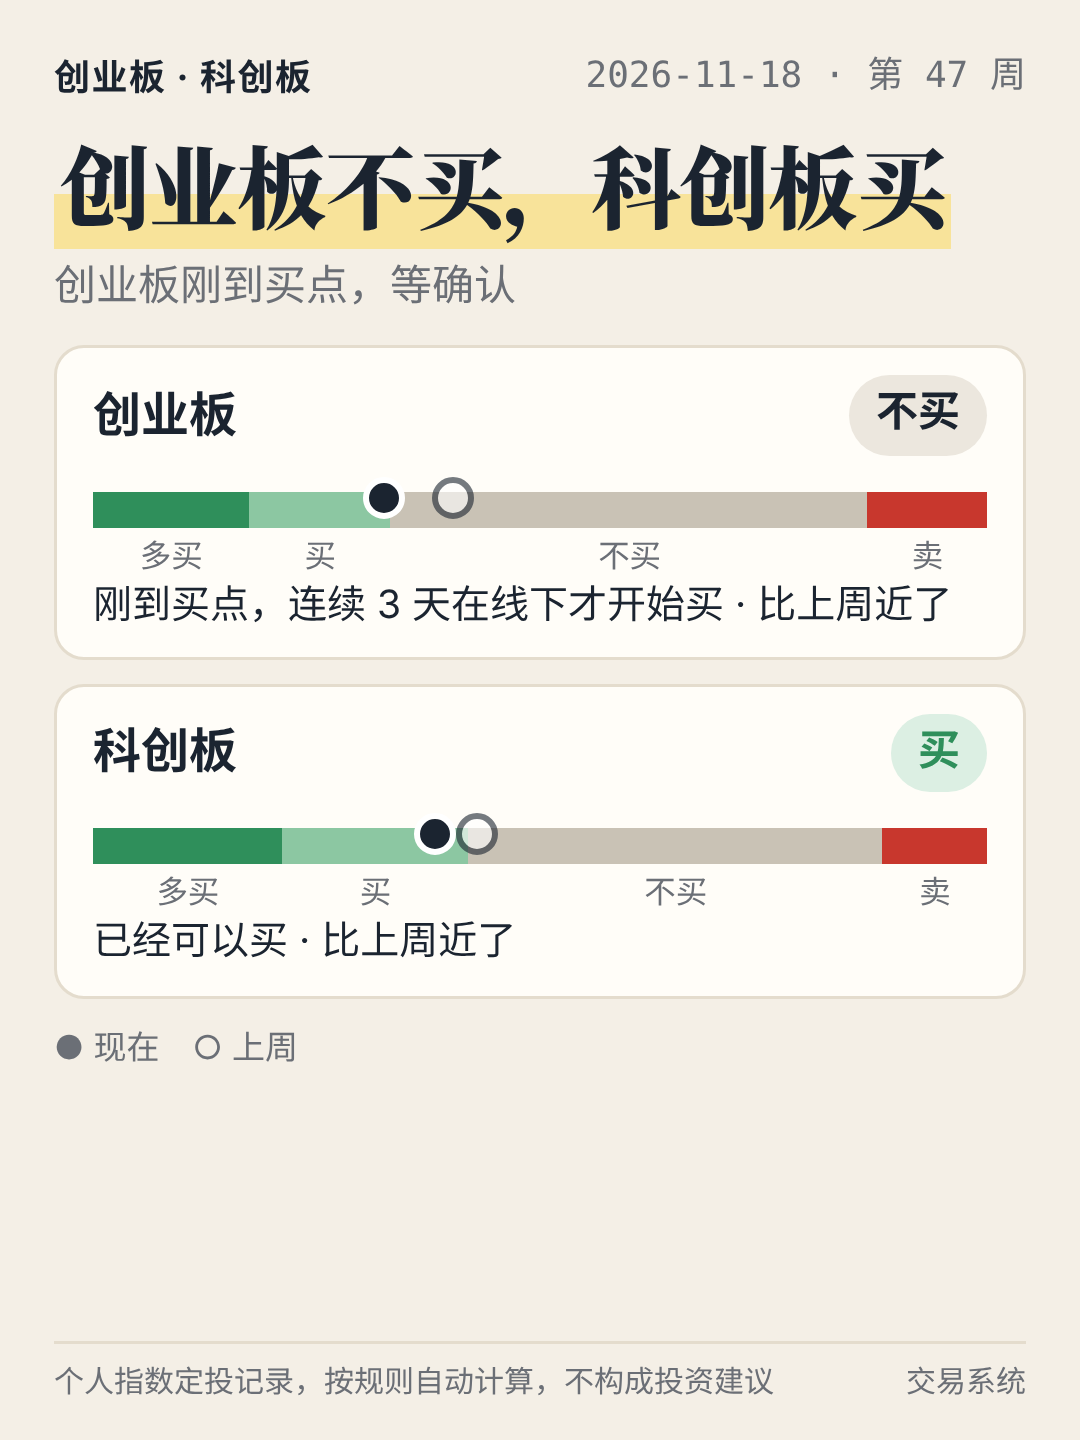 创业板 · 科创板
2026-11-18 · 第 47 周
创业板不买，科创板买
创业板刚到买点，等确认
创业板
不买
多买 买 不买 卖
刚到买点，连续 3 天在线下才开始买 · 比上周近了
科创板
买
多买 买 不买 卖
已经可以买 · 比上周近了
现在 上周
个人指数定投记录，按规则自动计算，不构成投资建议
交易系统